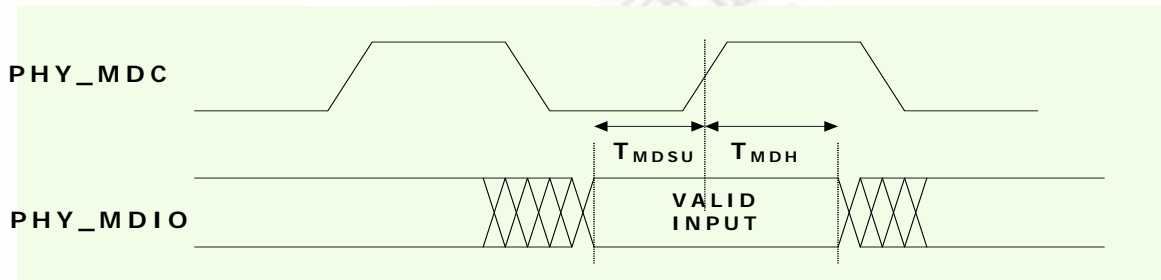 PHY_MDC
TMDSU
TMDH
PHY_MDIO
VALID
INPUT